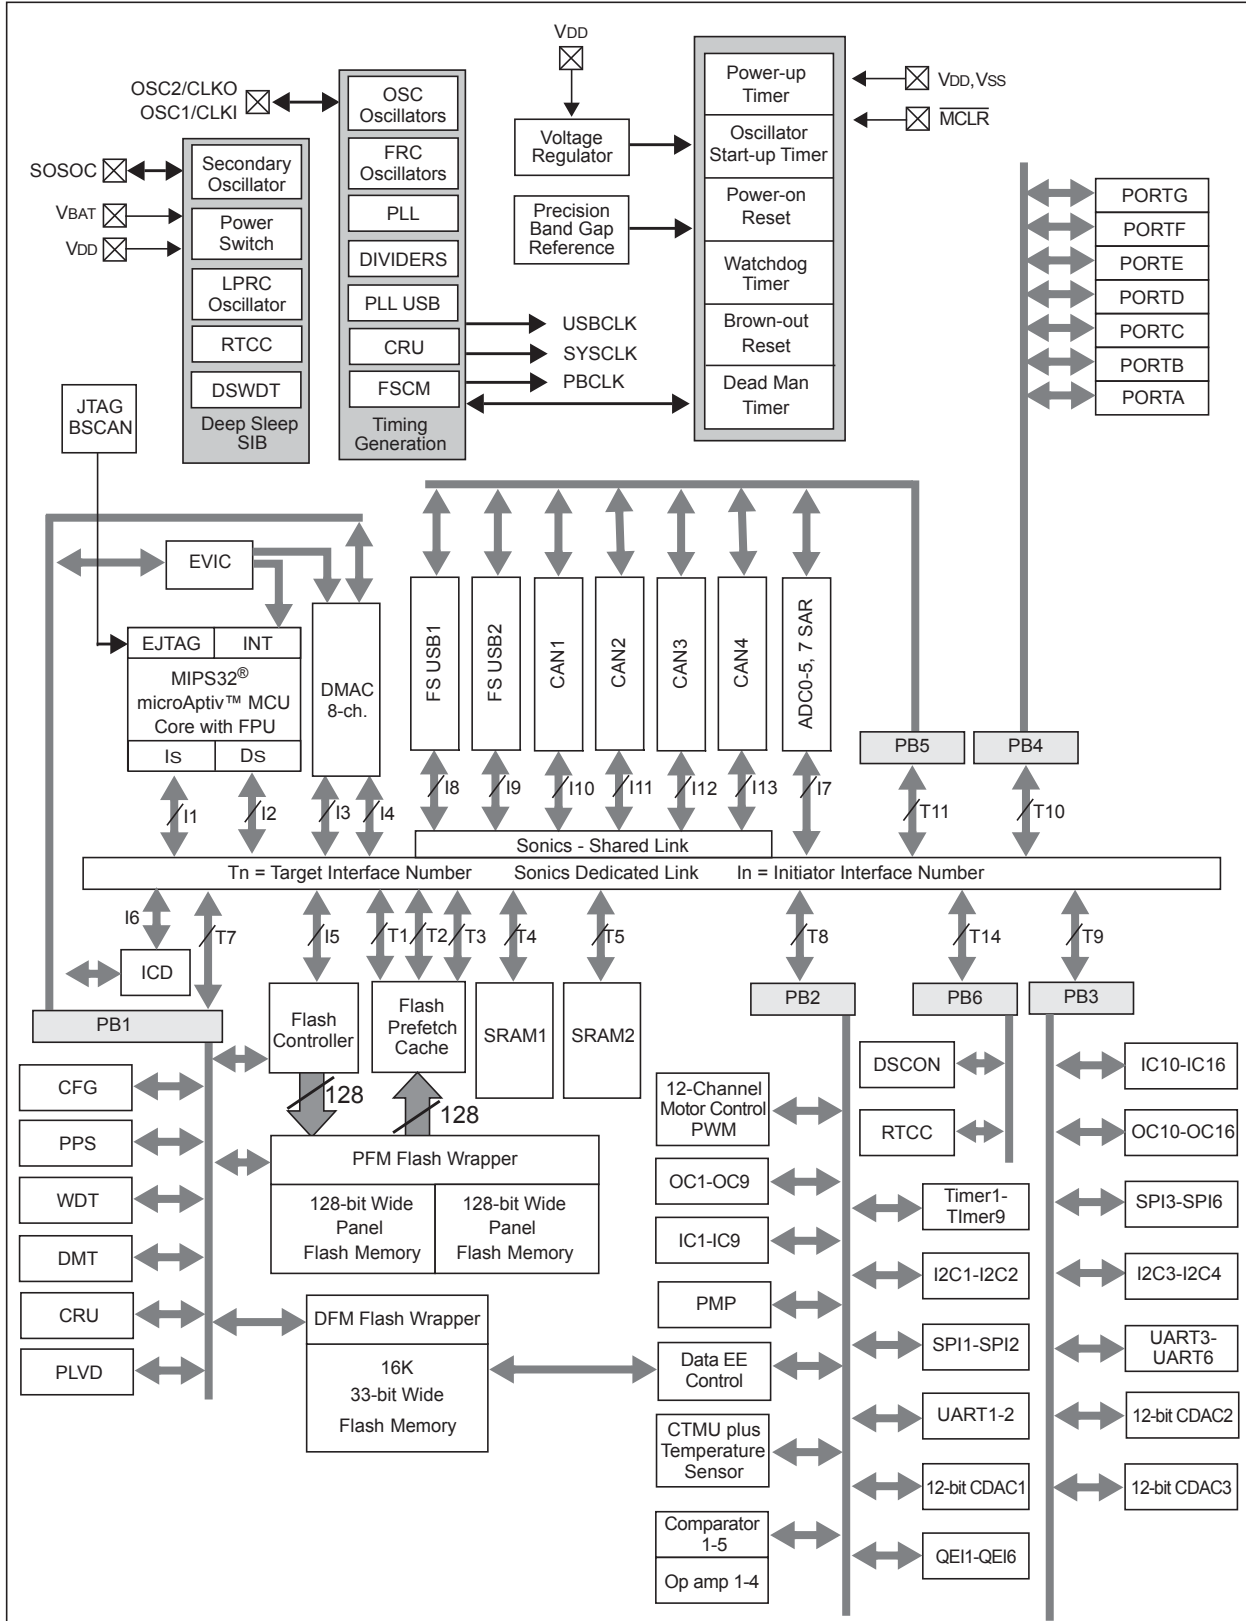 VDD
OSC2/CLKO
OSC1/CLKI
SOSOC
VBAT
VDD
Secondary
Oscillator
Power
Switch
LPRC
Oscillator
RTCC
DSWDT
Deep Sleep
SIB
OSC
Oscillators
FRC
Oscillators
PLL
DIVIDERS
PLL USB
CRU
FSCM
Timing
Generation
USBCLK
SYSCLK
PBCLK
Voltage
Regulator
Precision
Band Gap
Reference
Power-up
Timer
Oscillator
Start-up Timer
Power-on
Reset
Watchdog
Timer
Brown-out
Reset
Dead Man
Timer
VDD, VSS
MCLR
PORTG
PORTF
PORTE
PORTD
PORTC
PORTB
PORTA
JTAG
BSCAN
EVIC
EJTAG
INT
MIPS32®
microAptiv™ MCU
Core with FPU
IS
DS
DMAC
8-ch.
FS USB1
FS USB2
CAN1
CAN2
CAN3
CAN4
ADC0-5, 7 SAR
PB5
PB4
I1
I2
I3
I4
I8
I9
I10
I11
I12
I13
I7
T11
T10
Sonics - Shared Link
Tn = Target Interface Number
Sonics Dedicated Link
In = Initiator Interface Number
I6
T7
I5
T1
T2
T3
T4
T5
T8
T14
T9
ICD
PB1
Flash
Controller
Flash
Prefetch
Cache
SRAM1
SRAM2
PB2
PB6
PB3
128
128
CFG
PPS
WDT
DMT
CRU
PLVD
PFM Flash Wrapper
128-bit Wide
Panel
Flash Memory
128-bit Wide
Panel
Flash Memory
DFM Flash Wrapper
16K
33-bit Wide
Flash Memory
12-Channel
Motor Control
PWM
OC1-OC9
IC1-IC9
PMP
Data EE
Control
CTMU plus
Temperature
Sensor
Comparator
1-5
Op amp 1-4
DSCON
RTCC
Timer1-
TImer9
I2C1-I2C2
SPI1-SPI2
UART1-2
12-bit CDAC1
QEI1-QEI6
IC10-IC16
OC10-OC16
SPI3-SPI6
I2C3-I2C4
UART3-
UART6
12-bit CDAC2
12-bit CDAC3